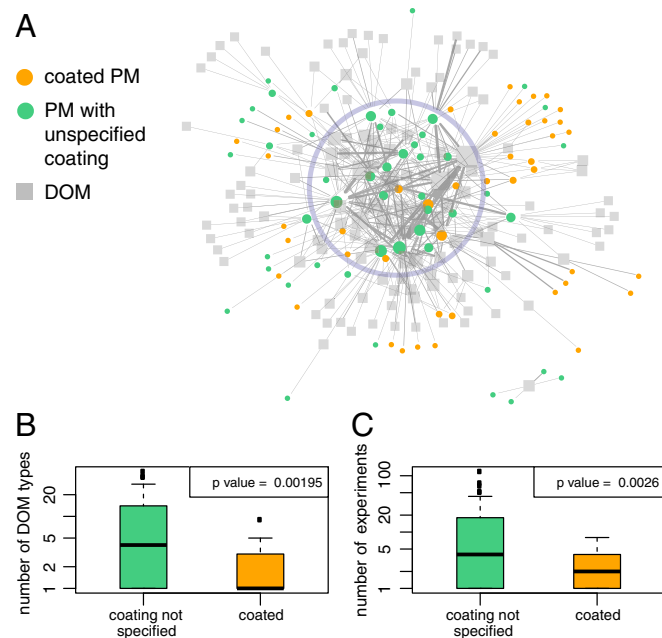 A
coated PM
PM with
unspecified
coating
DOM
B
number of DOM types
20
5
2
1
p value = 0.00195
coating not
specified
coated
C
number of experiments
100
20
5
1
p value = 0.0026
coating not
specified
coated